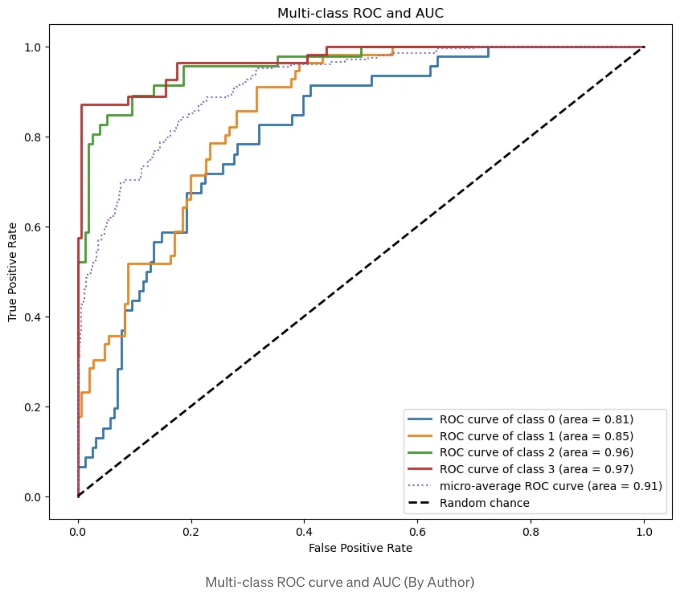 Multi-class ROC and AUC
1.0
0.8
0.6
0.4
0.2
0.0
True Positive Rate
0.0 0.2 0.4 0.6 0.8 1.0
False Positive Rate
ROC curve of class 0 (area = 0.81)
ROC curve of class 1 (area = 0.85)
ROC curve of class 2 (area = 0.96)
ROC curve of class 3 (area = 0.97)
micro-average ROC curve (area = 0.91)
Random chance
Multi-class ROC curve and AUC (By Author)